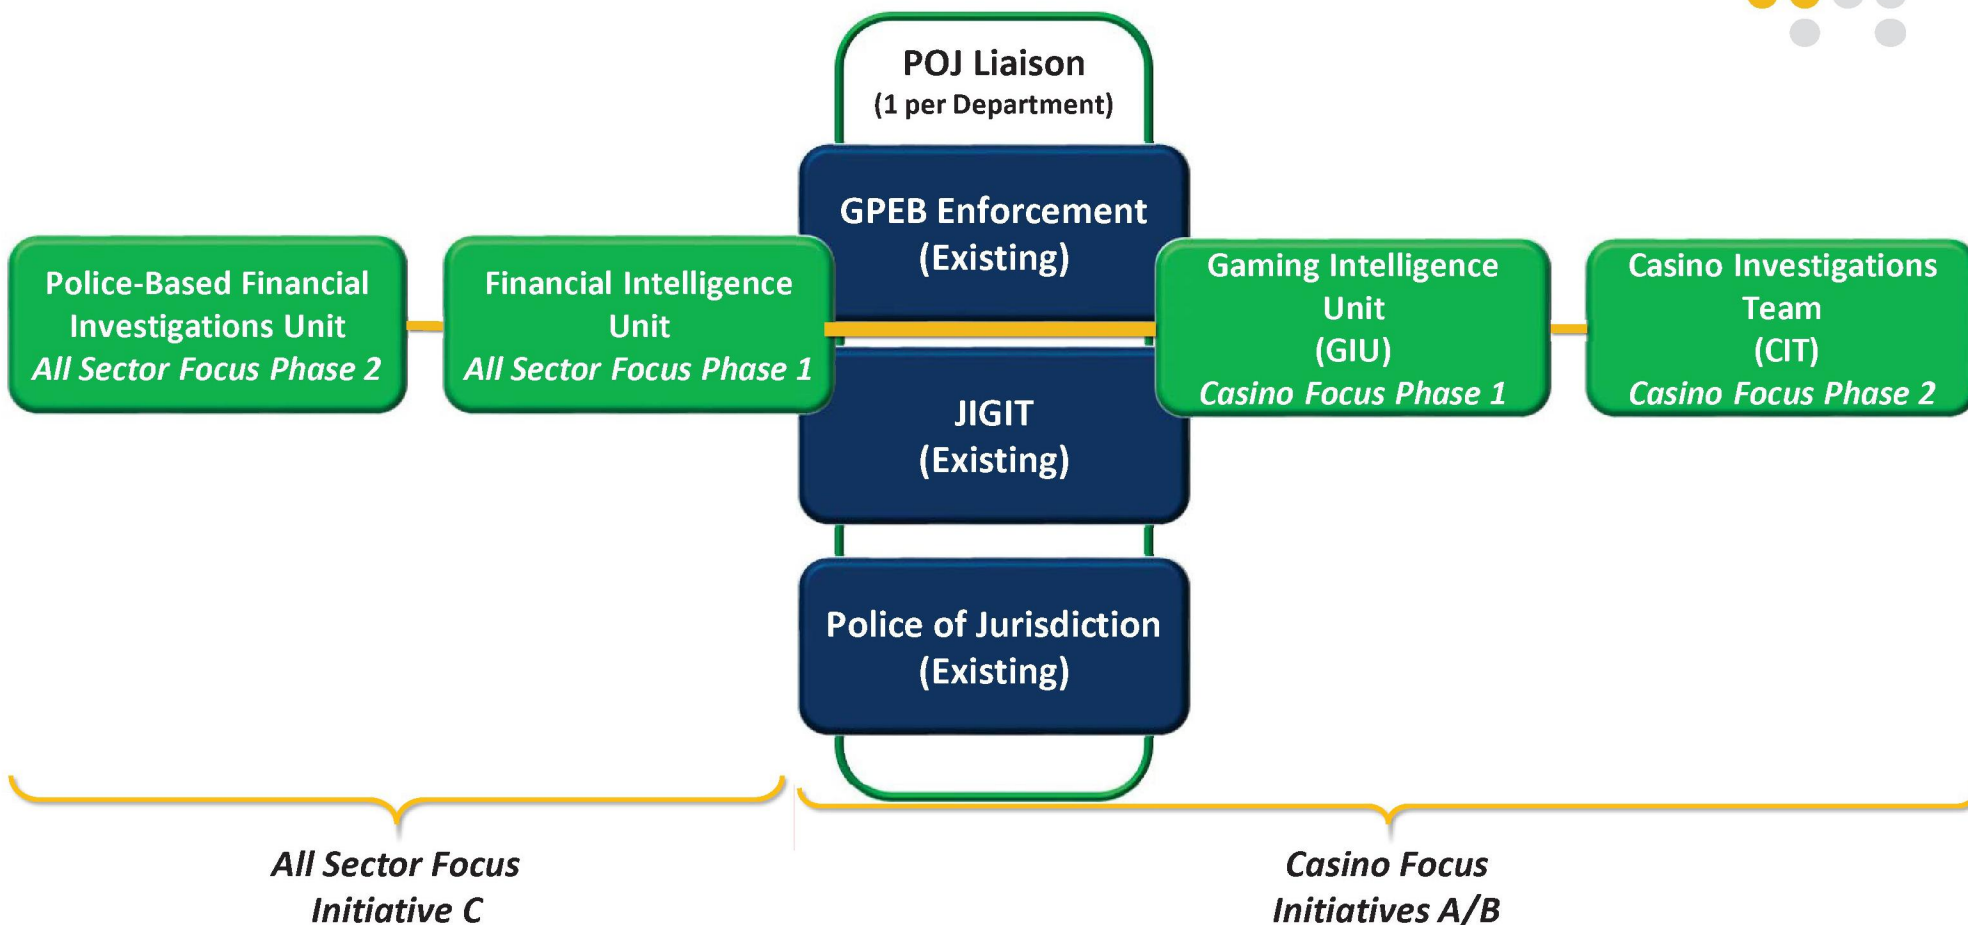 POJ Liaison
(1 per Department)
GPEB Enforcement
(Existing)
Police-Based Financial
Investigations Unit
All Sector Focus Phase 2
Financial Intelligence
Unit
All Sector Focus Phase 1
Gaming Intelligence
Unit
(GIU)
Casino Focus Phase 1
Casino Investigations
Team
(CIT)
Casino Focus Phase 2
JIGIT
(Existing)
Police of Jurisdiction
(Existing)
All Sector Focus
Initiative C
Casino Focus
Initiatives A/B